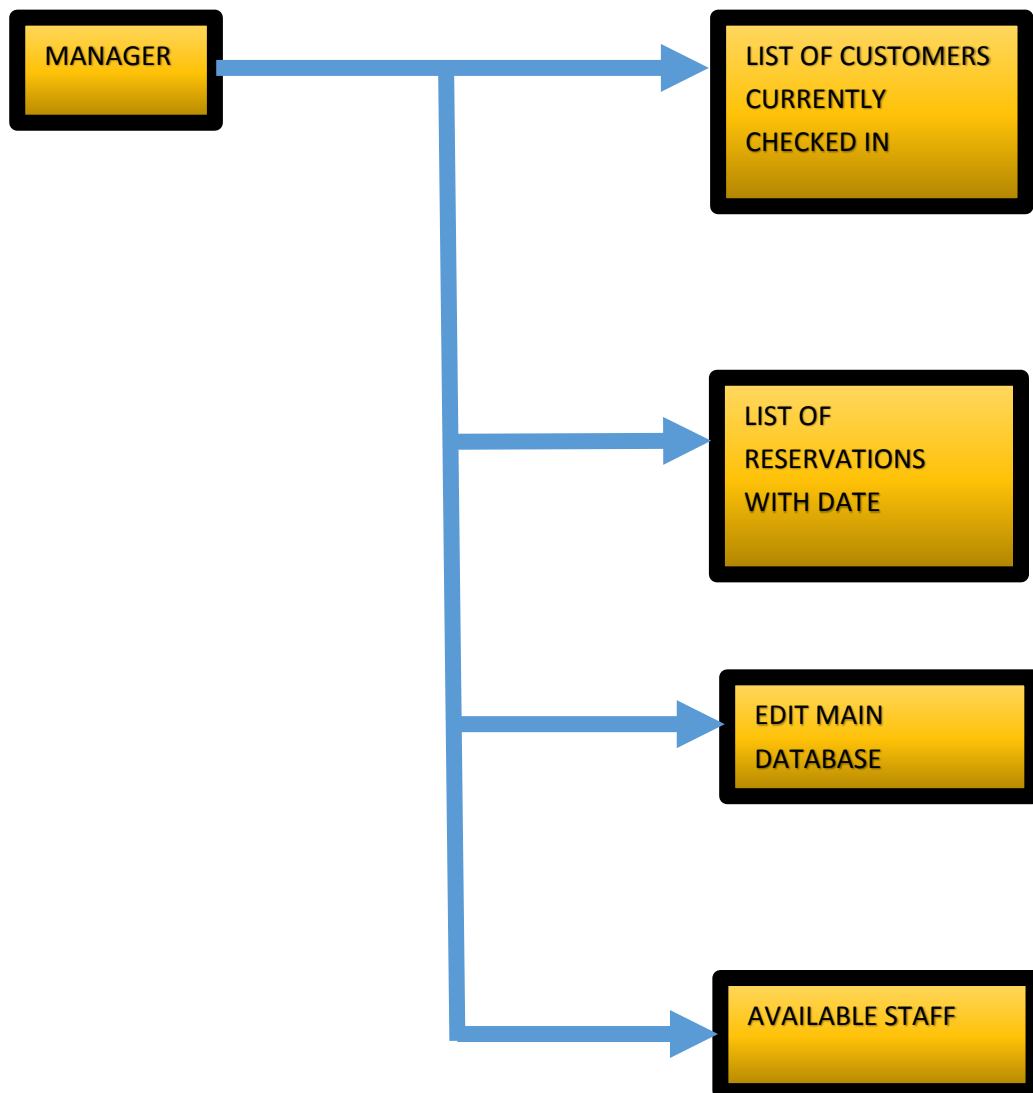 MANAGER
LIST OF CUSTOMERS
CURRENTLY
CHECKED IN
LIST OF
RESERVATIONS
WITH DATE
EDIT MAIN
DATABASE
AVAILABLE STAFF